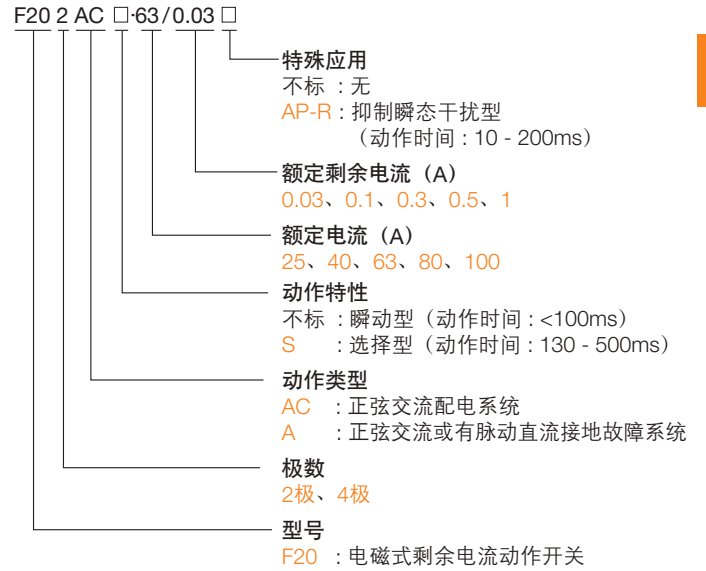 F20 2 AC □·63/0.03 □
特殊应用
不标 : 无
AP-R : 抑制瞬态干扰型
（动作时间 : 10 - 200ms）
额定剩余电流（A）
0.03、0.1、0.3、0.5、1
额定电流（A）
25、40、63、80、100
动作特性
不标 : 瞬动型（动作时间 : <100ms）
S : 选择型（动作时间 : 130 - 500ms）
动作类型
AC : 正弦交流配电系统
A : 正弦交流或有脉动直流接地故障系统
极数
2极、4极
型号
F20 : 电磁式剩余电流动作开关